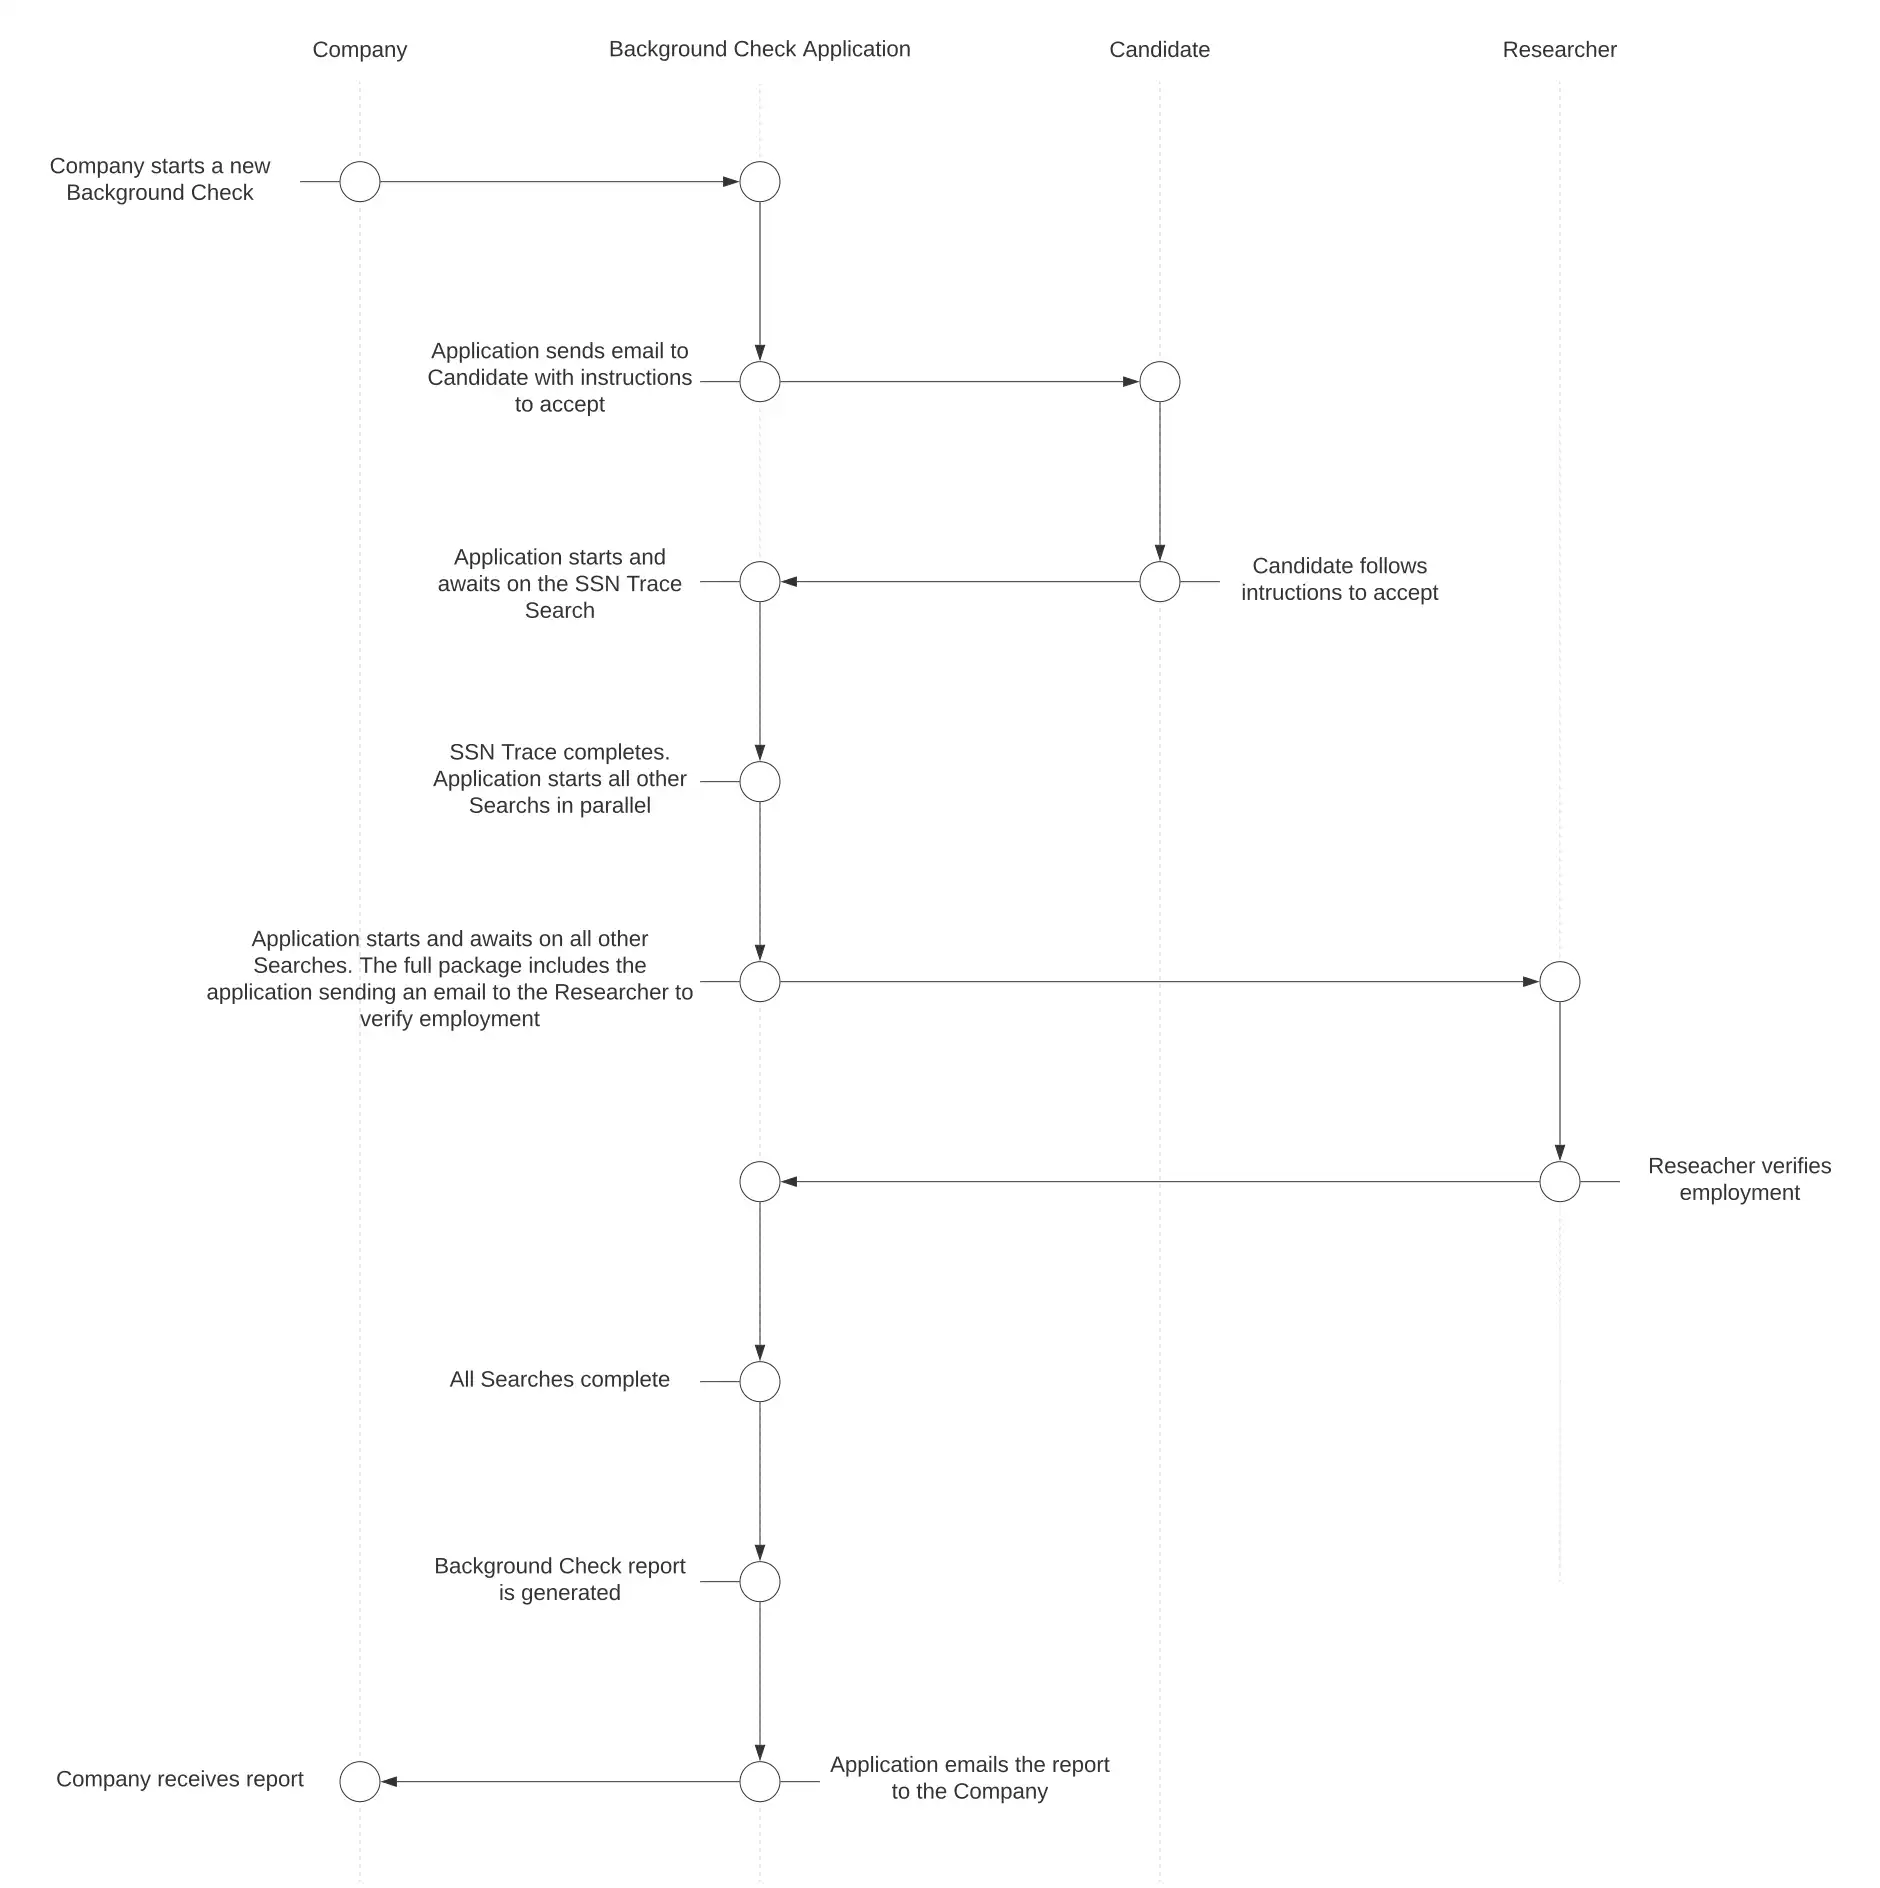 Company
Background Check Application
Candidate
Researcher
Company starts a new
Background Check
Application sends email to
Candidate with instructions
to accept
Application starts and
awaits on the SSN Trace
Search
Candidate follows
intructions to accept
SSN Trace completes.
Application starts all other
Searchs in parallel
Application starts and awaits on all other
Searches. The full package includes the
application sending an email to the Researcher to
verify employment
Reseacher verifies
employment
All Searches complete
Background Check report
is generated
Company receives report
Application emails the report
to the Company